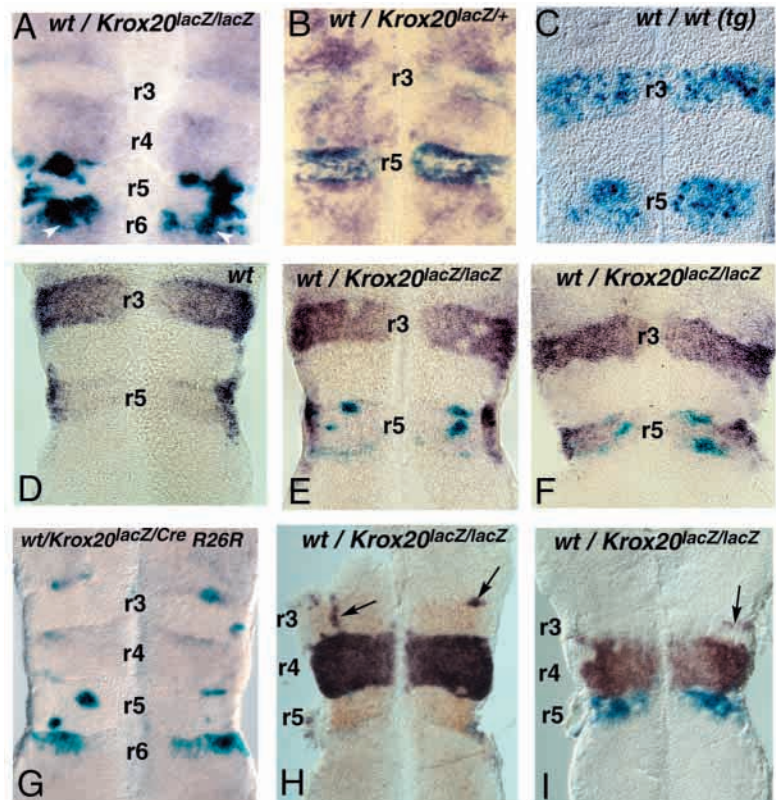 A wt / Krox20lacZ/lacZ
r3
r4
r5
r6
B wt / Krox20lacZ/+
r3
r5
C wt / wt (tg)
r3
r5
D wt
r3
r5
E wt / Krox20lacZ/lacZ
r3
r5
F wt / Krox20lacZ/lacZ
r3
r5
G wt/Krox20lacZ/Cre R26R
r3
r4
r5
r6
H wt / Krox20lacZ/lacZ
r3
r4
r5
I wt / Krox20lacZ/lacZ
r3
r4
r5